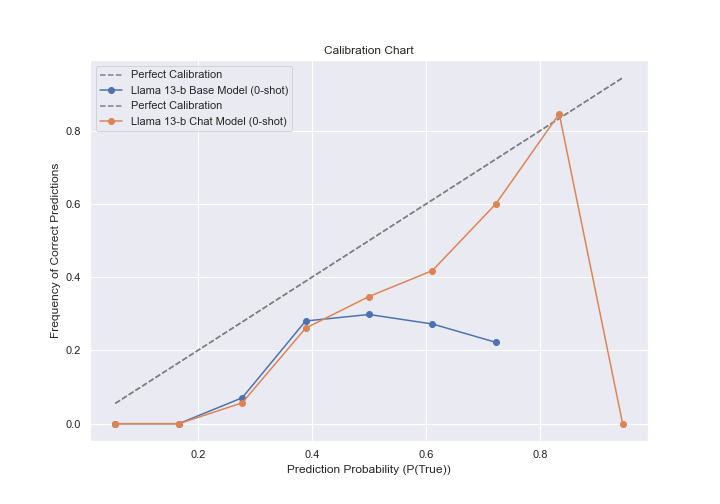 Calibration Chart
Perfect Calibration
Llama 13-b Base Model (0-shot)
Perfect Calibration
Llama 13-b Chat Model (0-shot)
Frequency of Correct Predictions
0.8
0.6
0.4
0.2
0.0
0.2
0.4
0.6
0.8
Prediction Probability (P(True))